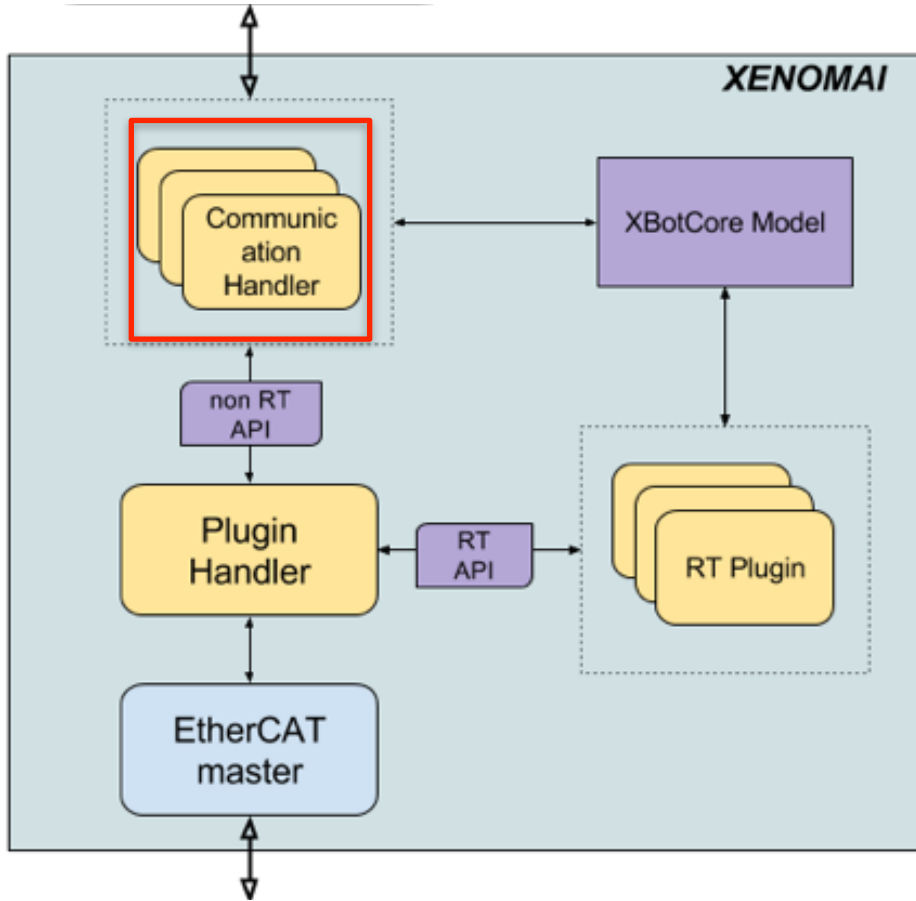 XENOMAI
Communic
ation
Handler
XBotCore Model
non RT
API
Plugin
Handler
RT
API
RT Plugin
EtherCAT
master